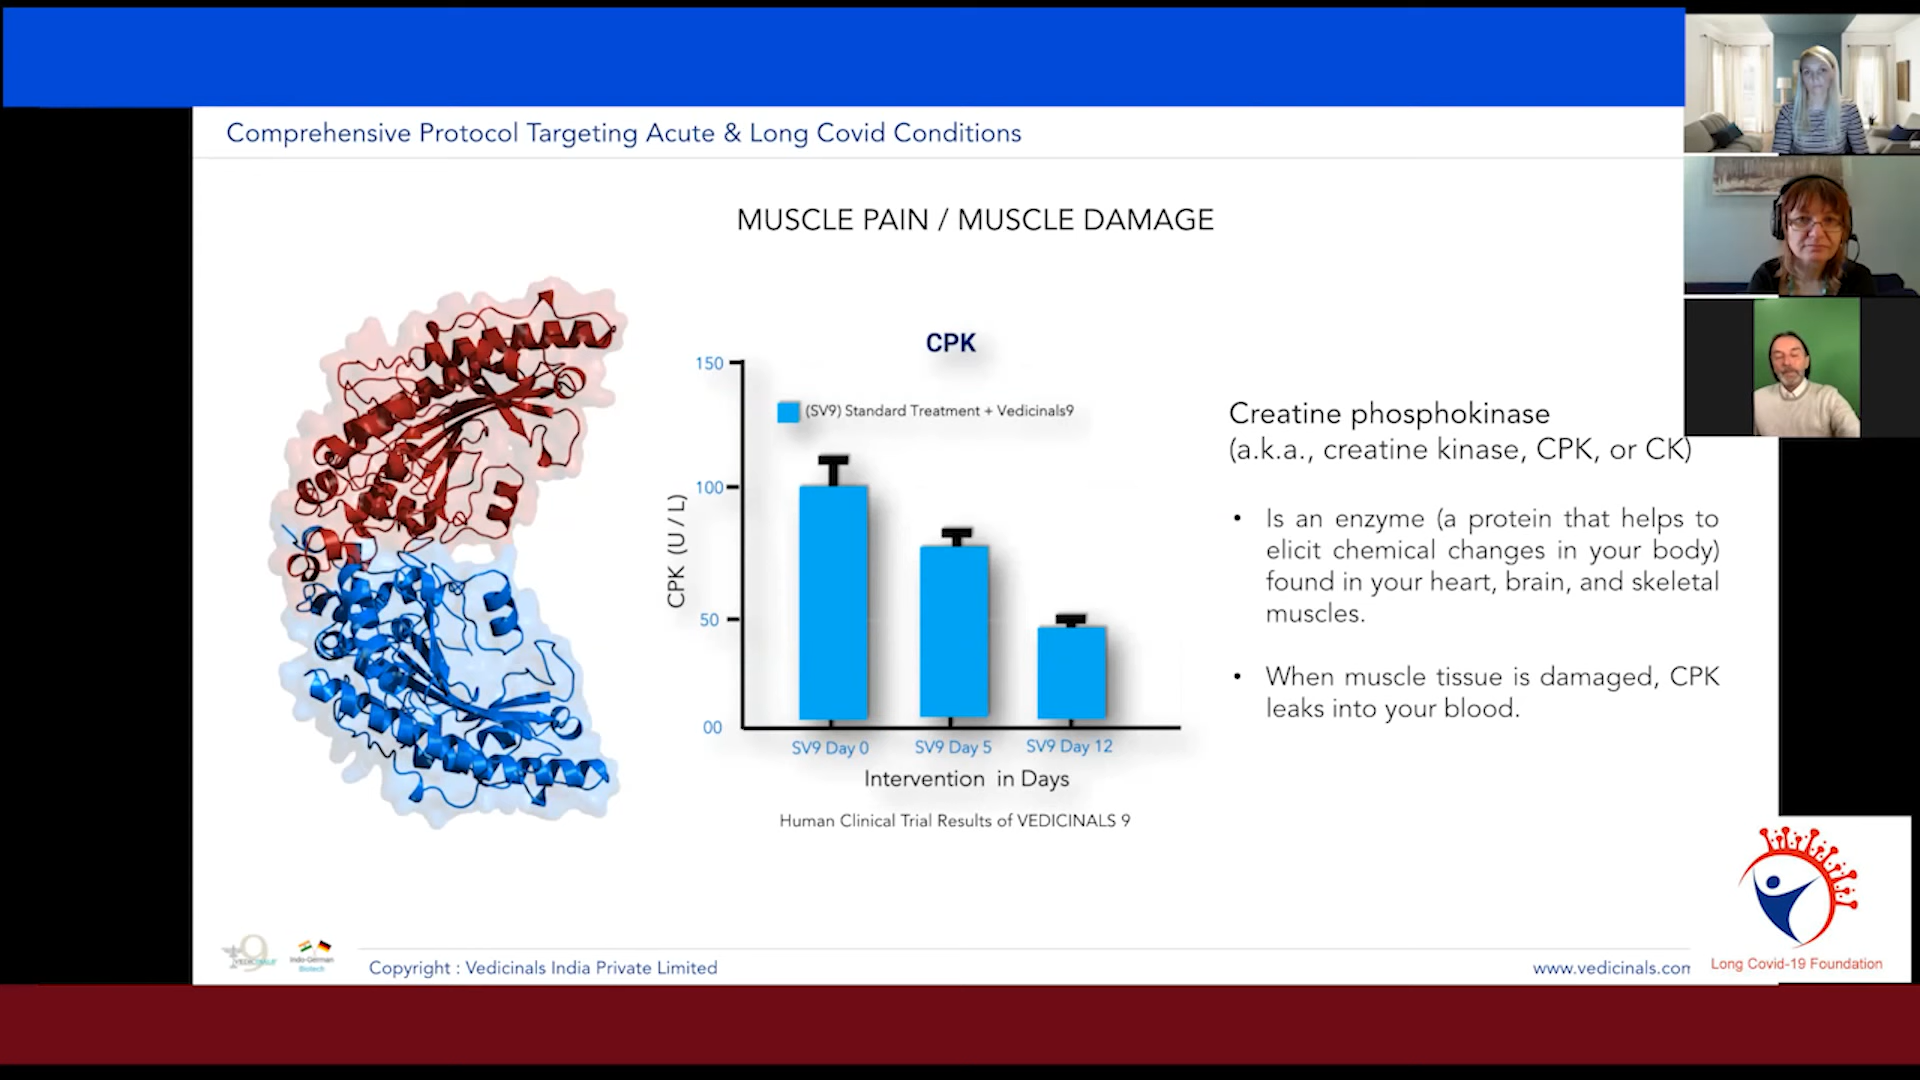 Comprehensive Protocol Targeting Acute & Long Covid Conditions
MUSCLE PAIN / MUSCLE DAMAGE
CPK
150
(SV9) Standard Treatment + Vedicinals9
100
CPK (U / L)
50
00
SV9 Day 0
SV9 Day 5
SV9 Day 12
Intervention in Days
Human Clinical Trial Results of VEDICINALS 9
Creatine phosphokinase
(a.k.a., creatine kinase, CPK, or CK)
• Is an enzyme (a protein that helps to
elicit chemical changes in your body)
found in your heart, brain, and skeletal
muscles.
• When muscle tissue is damaged, CPK
leaks into your blood.
9
VEDICINALS
Indo-German
Biotech
Copyright : Vedicinals India Private Limited
www.vedicinals.com
Long Covid-19 Foundation